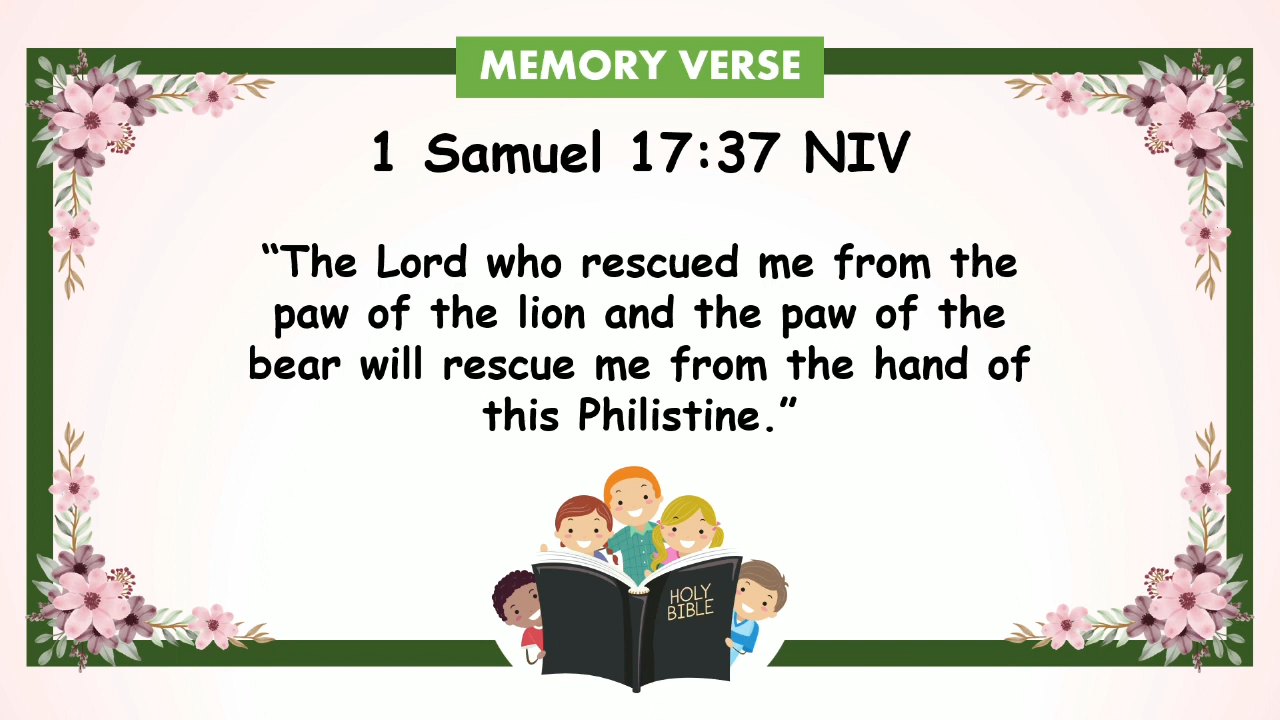 MEMORY VERSE
1 Samuel 17:37 NIV
“The Lord who rescued me from the
paw of the lion and the paw of the
bear will rescue me from the hand of
this Philistine.”
HOLY
BIBLE